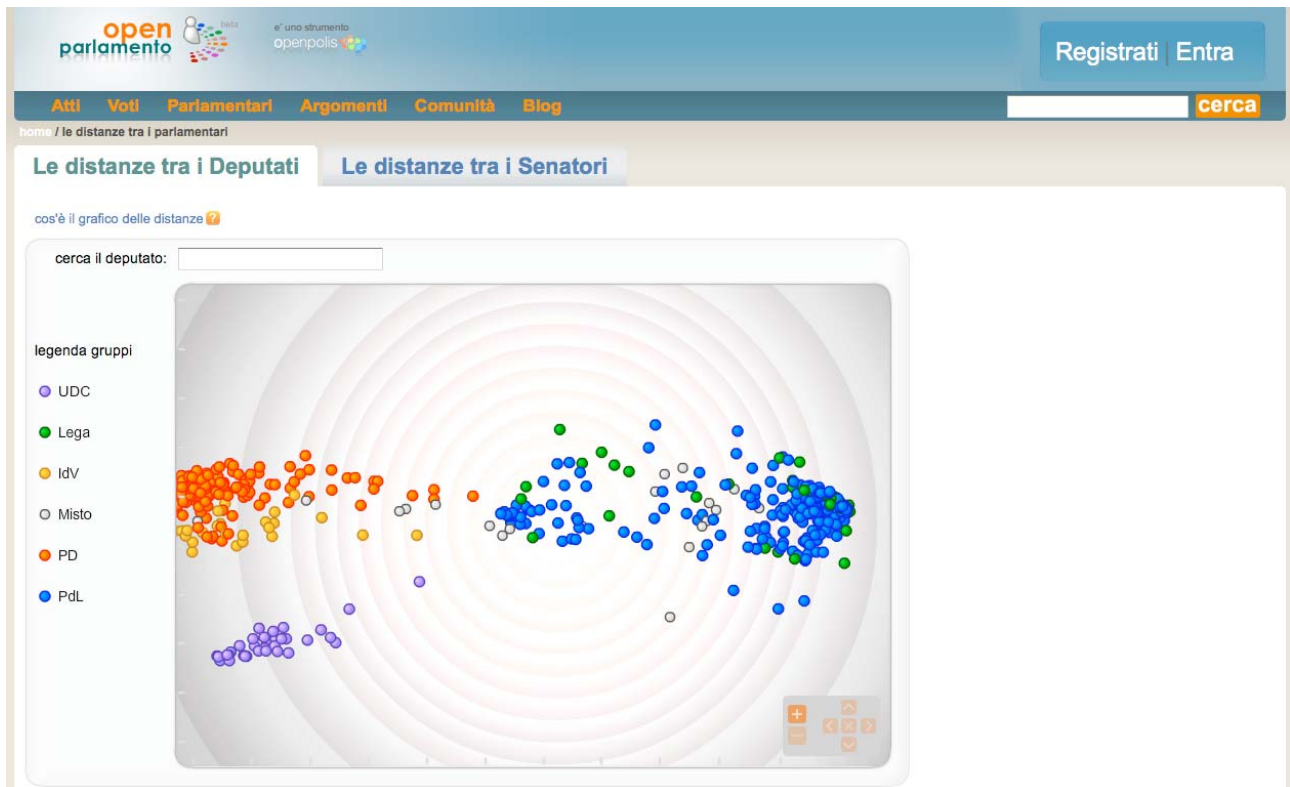 open
parlamento
beta
e' uno strumento
openpolis
Registrati | Entra
Atti Voti Parlamentari Argomenti Comunità Blog
cerca
home / le distanze tra i parlamentari
Le distanze tra i Deputati
Le distanze tra i Senatori
cos'è il grafico delle distanze ?
cerca il deputato:
legenda gruppi
UDC
Lega
IdV
Misto
PD
PdL